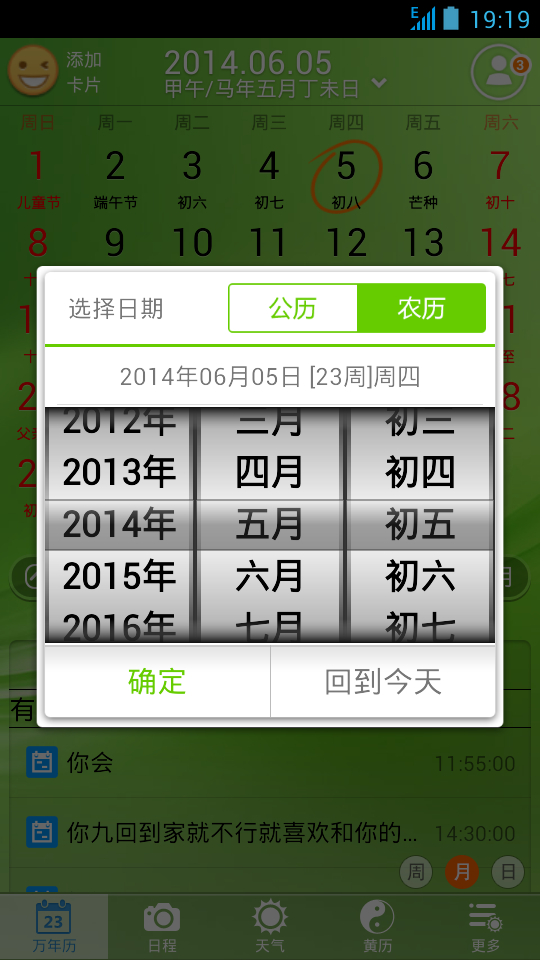 E 19:19
添加
卡片
2014.06.05
甲午/马年五月丁未日
3
周日 周一 周二 周三 周四 周五 周六
1 2 3 4 5 6 7
儿童节 端午节 初六 初七 初八 芒种 初十
8 9 10 11 12 13 14
选择日期 公历 农历
2014年06月05日 [23周]周四
2012年 三月 初三
2013年 四月 初四
2014年 五月 初五
2015年 六月 初六
2016年 七月 初七
确定 回到今天
有
你会 11:55:00
你九回到家就不行就喜欢和你的... 14:30:00
周 月 日
23
万年历 日程 天气 黄历 更多